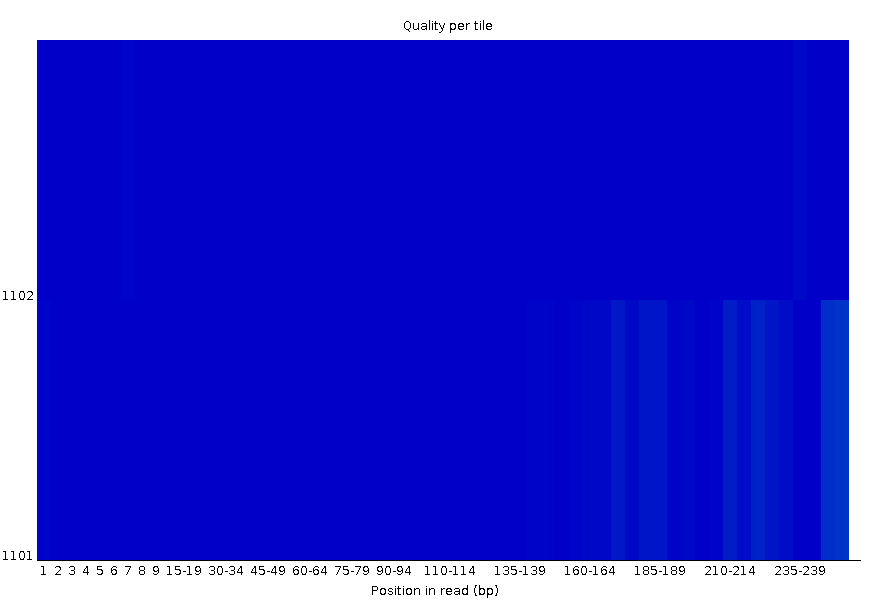 Quality per tile
1102
1101
1 2 3 4 5 6 7 8 9 15-19 30-34 45-49 60-64 75-79 90-94 110-114 135-139 160-164 185-189 210-214 235-239
Position in read (bp)